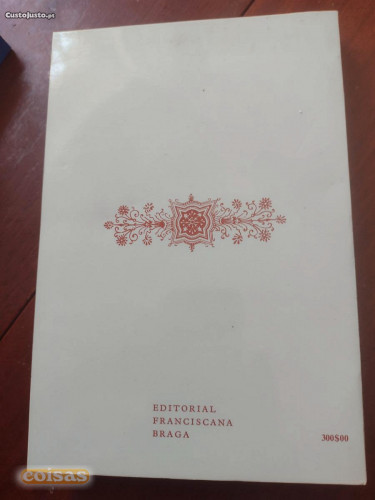 CustoJusto.pt
EDITORIAL
FRANCISCANA
BRAGA
300$00
coisas